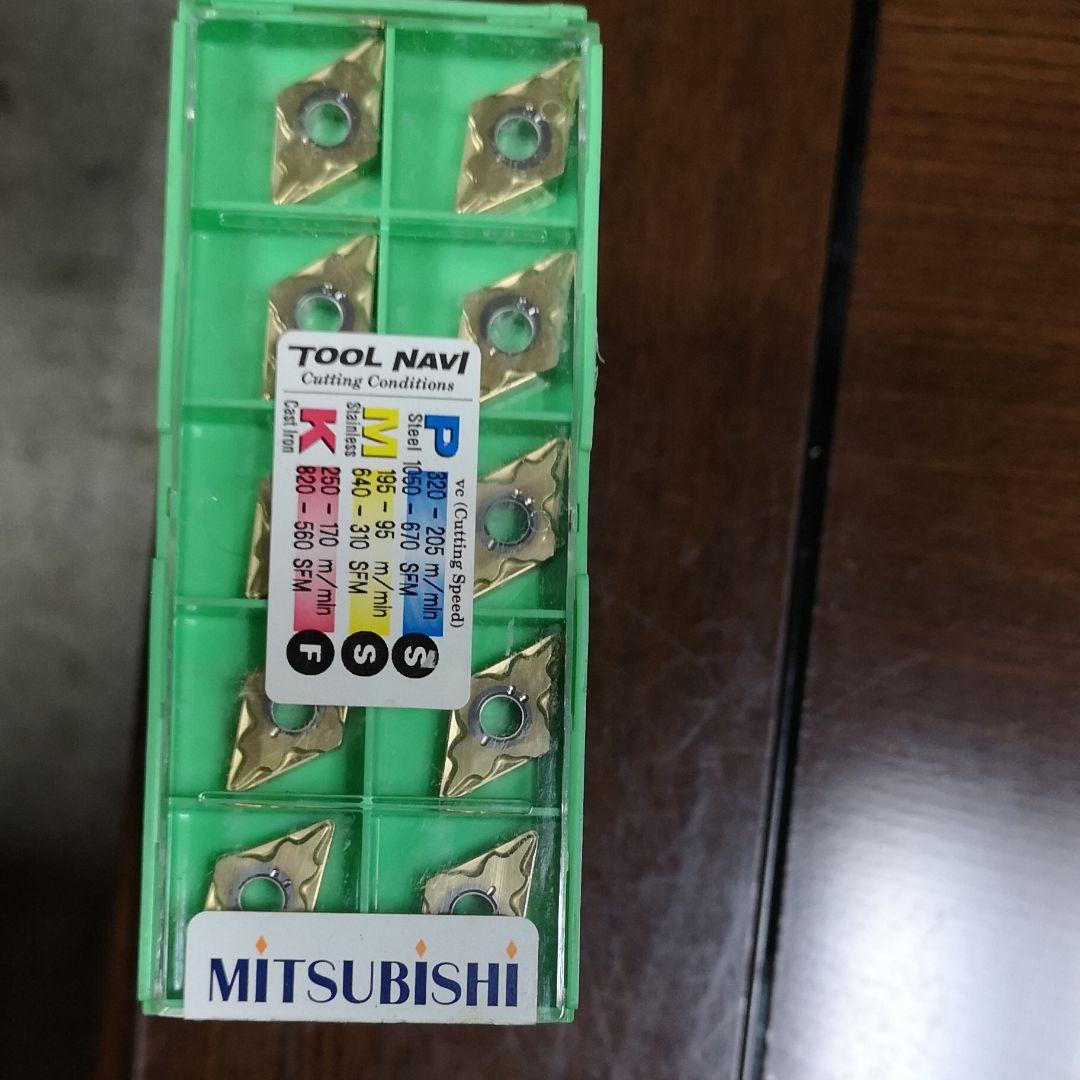 TOOL NAVI
Cutting Conditions
vc (Cutting Speed)
P
Steel
320 - 205 m/min
1050 - 670 SFM
S
M
Stainless
195 - 95 m/min
640 - 310 SFM
S
K
Cast Iron
250 - 170 m/min
820 - 560 SFM
F
MITSUBISHI